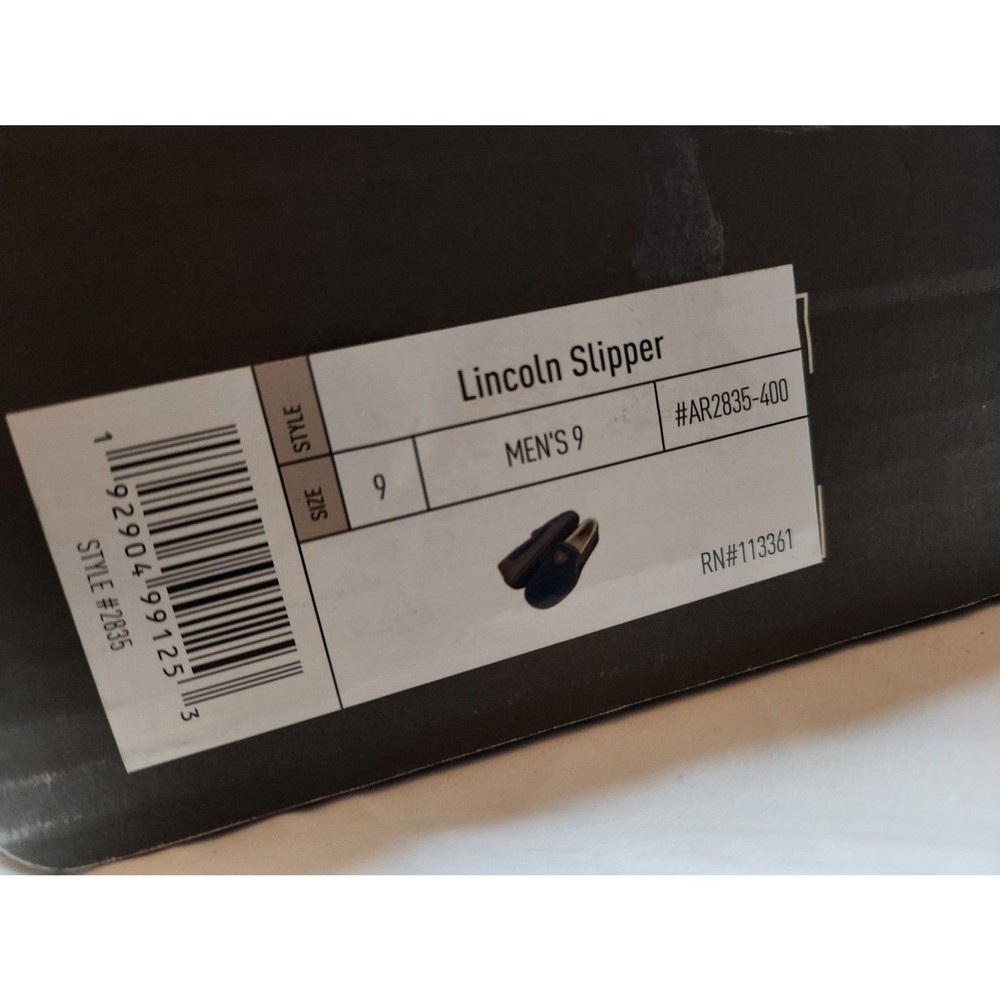 STYLE
Lincoln Slipper
SIZE
9
MEN'S 9
#AR2835-400
RN#113361
1 92904 99125 3
STYLE #2835